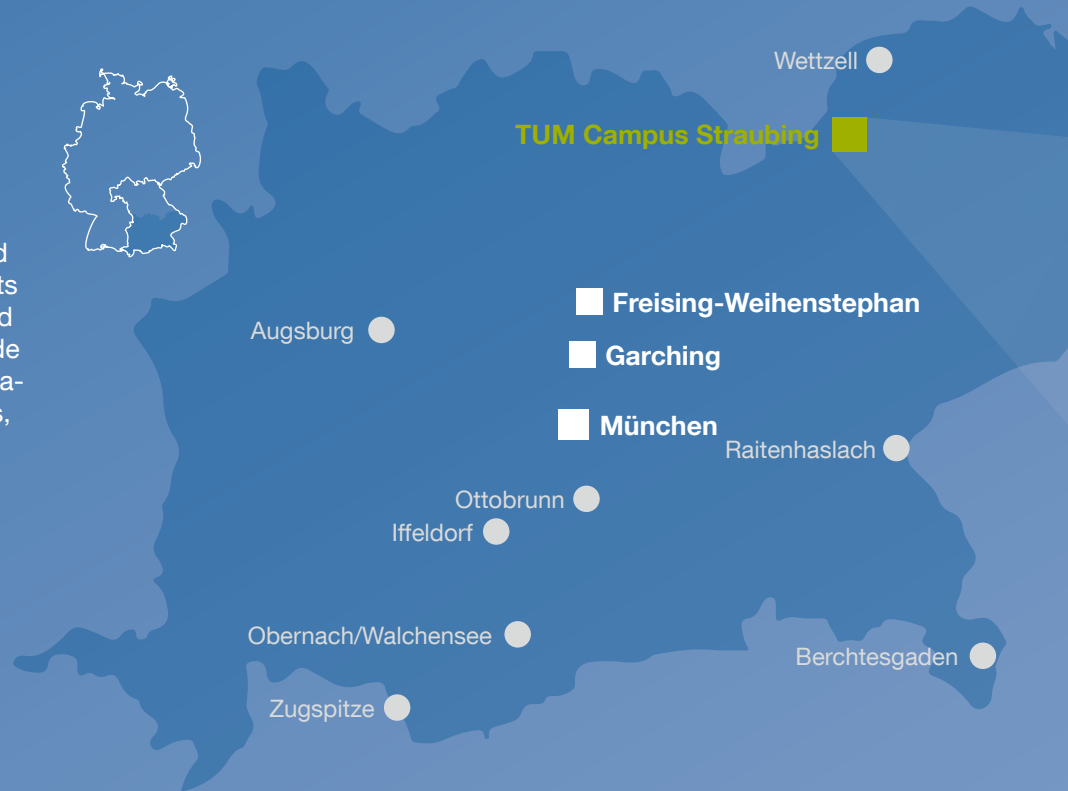 Wettzell
TUM Campus Straubing
Freising-Weihenstephan
Augsburg
Garching
München
Raitenhaslach
Ottobrunn
Iffeldorf
Obernach/Walchensee
Berchtesgaden
Zugspitze